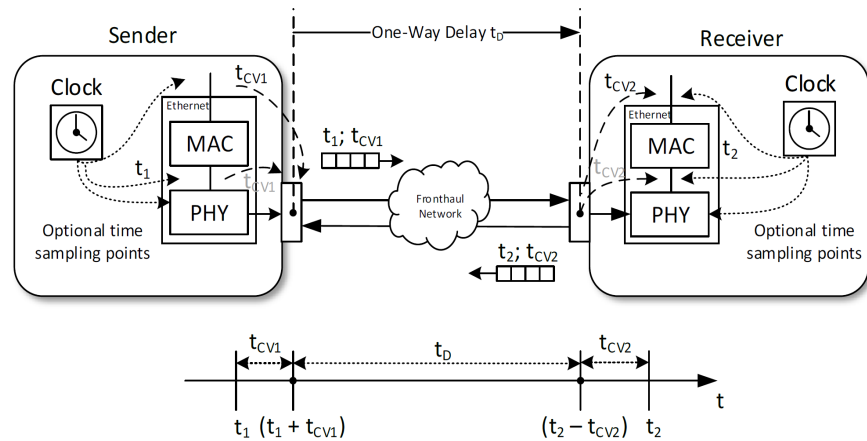 Sender
One-Way Delay tD
Receiver
Clock
tCV1
Ethernet
MAC
t1
tCV1
PHY
Optional time
sampling points
t1; tCV1
Fronthaul
Network
t2; tCV2
tCV2
Ethernet
MAC
t2
tCV2
PHY
Clock
Optional time
sampling points
tCV1
tD
tCV2
t
t1
(t1 + tCV1)
(t2 – tCV2)
t2